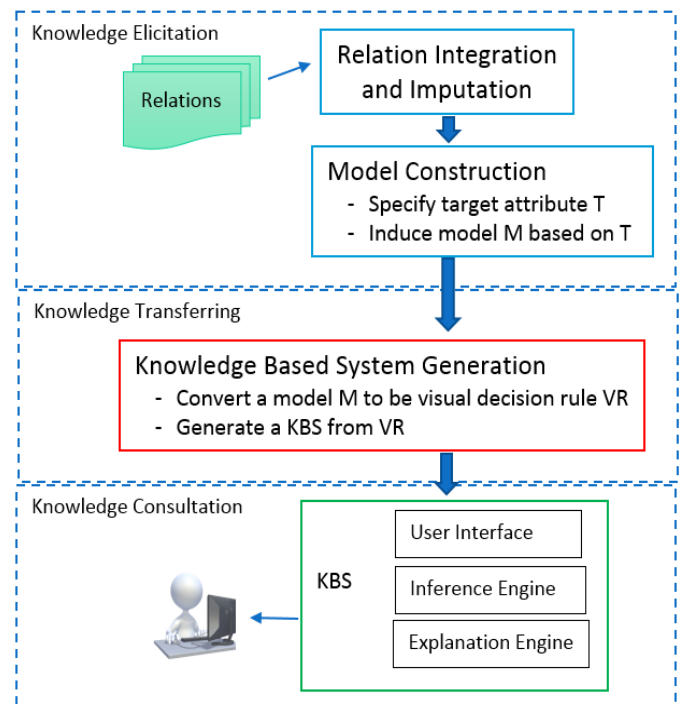 Knowledge Elicitation
Relations
Relation Integration
and Imputation
Model Construction
- Specify target attribute T
- Induce model M based on T
Knowledge Transferring
Knowledge Based System Generation
- Convert a model M to be visual decision rule VR
- Generate a KBS from VR
Knowledge Consultation
KBS
User Interface
Inference Engine
Explanation Engine